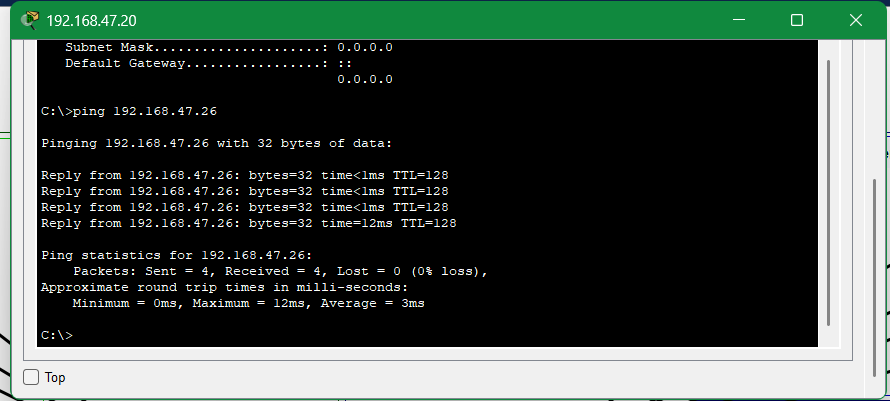 192.168.47.20
Subnet Mask.....................: 0.0.0.0
Default Gateway.................: ::
0.0.0.0
C:\>ping 192.168.47.26
Pinging 192.168.47.26 with 32 bytes of data:
Reply from 192.168.47.26: bytes=32 time<1ms TTL=128
Reply from 192.168.47.26: bytes=32 time<1ms TTL=128
Reply from 192.168.47.26: bytes=32 time<1ms TTL=128
Reply from 192.168.47.26: bytes=32 time=12ms TTL=128
Ping statistics for 192.168.47.26:
Packets: Sent = 4, Received = 4, Lost = 0 (0% loss),
Approximate round trip times in milli-seconds:
Minimum = 0ms, Maximum = 12ms, Average = 3ms
C:\>
Top